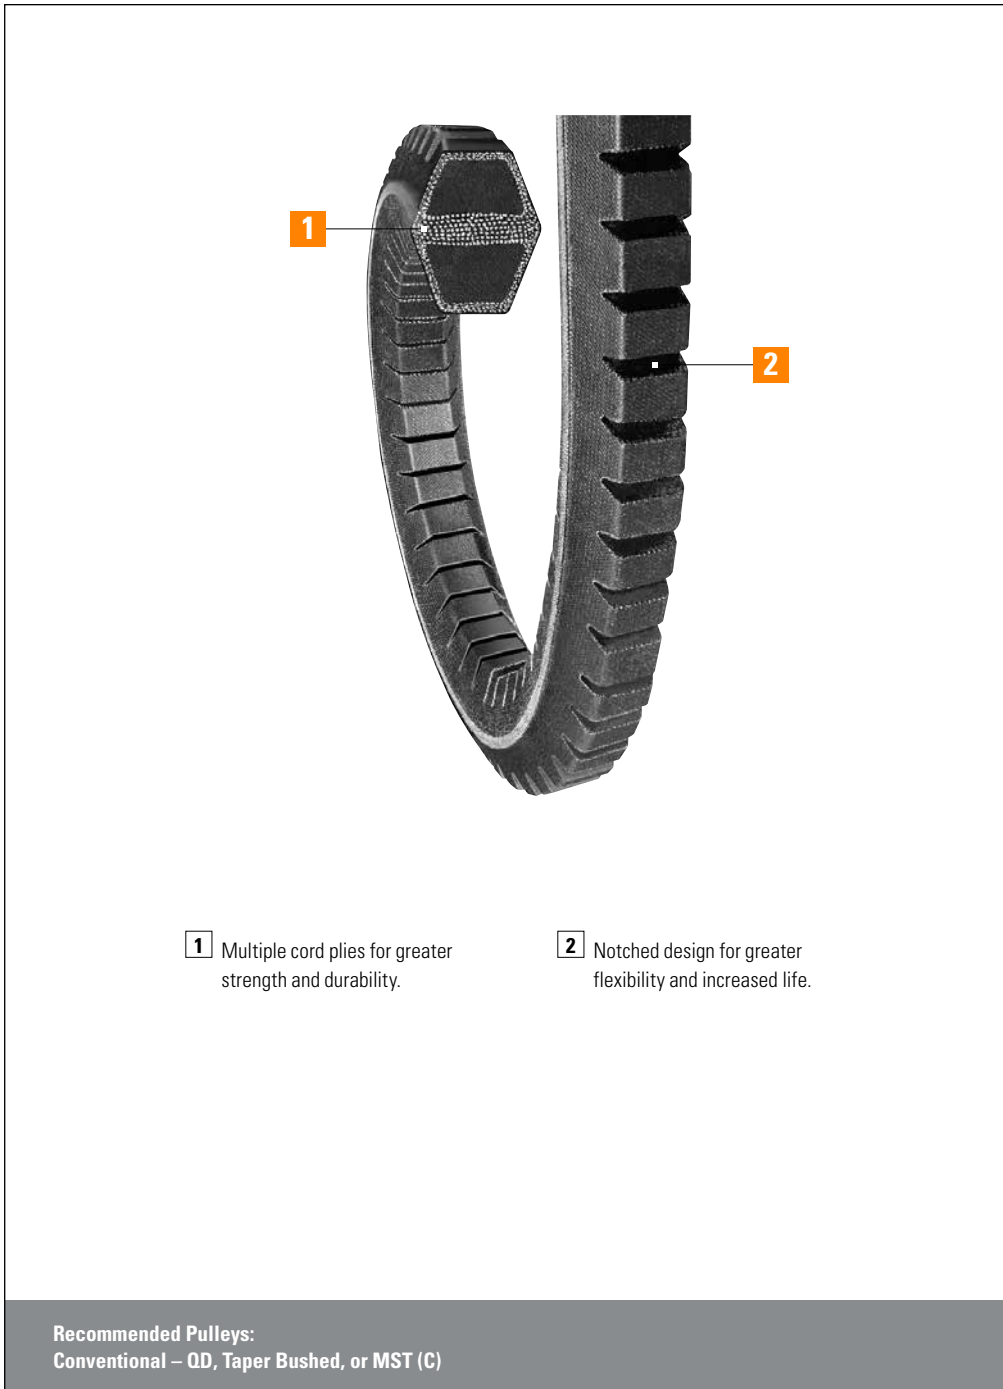 1
2
1 Multiple cord plies for greater
strength and durability.
2 Notched design for greater
flexibility and increased life.
Recommended Pulleys:
Conventional – QD, Taper Bushed, or MST (C)